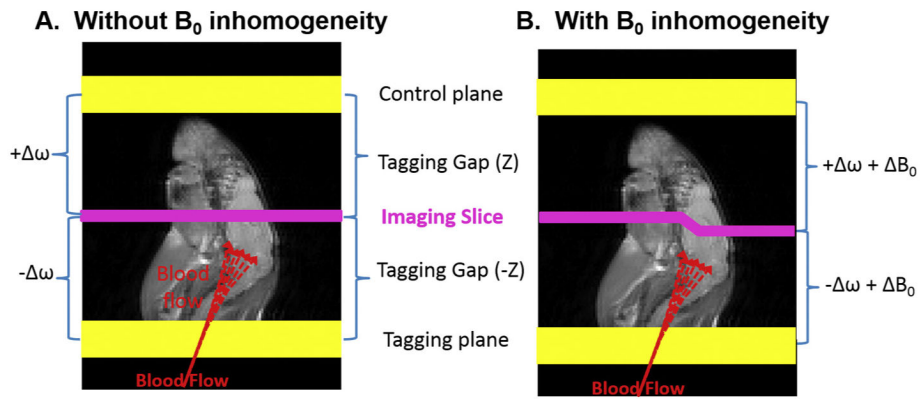 A. Without B₀ inhomogeneity
B. With B₀ inhomogeneity
Control plane
+Δω
Tagging Gap (Z)
Imaging Slice
-Δω
Blood
flow
Tagging Gap (-Z)
Tagging plane
Blood Flow
+Δω + ΔB₀
-Δω + ΔB₀
Blood Flow